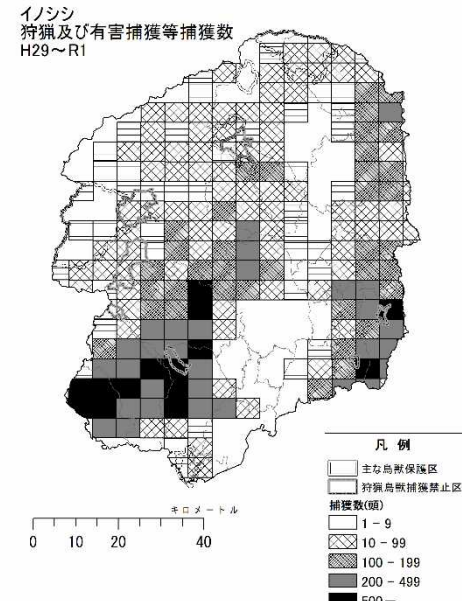 イノシシ
狩猟及び有害捕獲等捕獲数
H29～R1
キロメートル
0 10 20 40
凡 例
主な鳥獣保護区
狩猟鳥獣捕獲禁止区
捕獲数(頭)
1 - 9
10 - 99
100 - 199
200 - 499
500 -